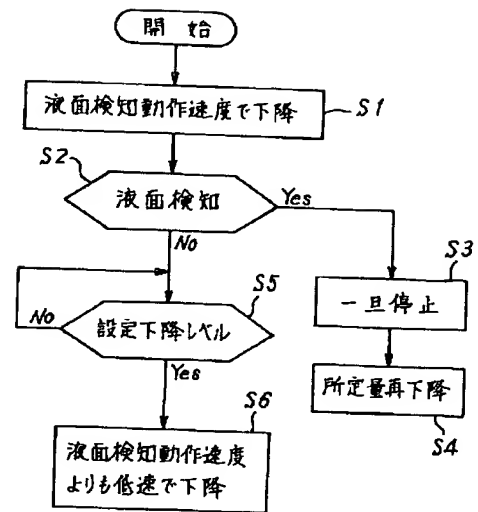 開始
液面検知動作速度で下降
S1
S2
液面検知
Yes
No
S3
一旦停止
S5
No
設定下降レベル
Yes
所定量再下降
S4
S6
液面検知動作速度
よりも低速で下降